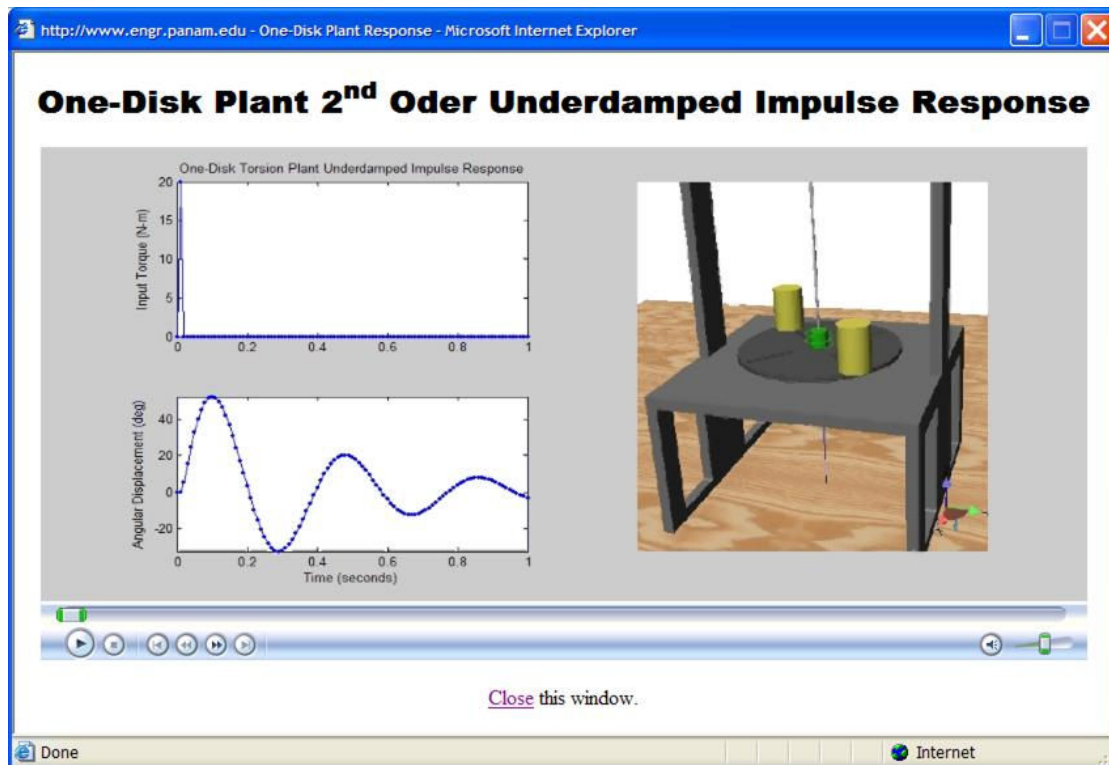 http://www.engr.panam.edu - One-Disk Plant Response - Microsoft Internet Explorer
One-Disk Plant 2nd Oder Underdamped Impulse Response
One-Disk Torsion Plant Underdamped Impulse Response
Input Torque (N-m)
20
15
10
5
0
0 0.2 0.4 0.6 0.8 1
Angular Displacement (deg)
40
20
0
-20
0 0.2 0.4 0.6 0.8 1
Time (seconds)
Close this window.
Done
Internet